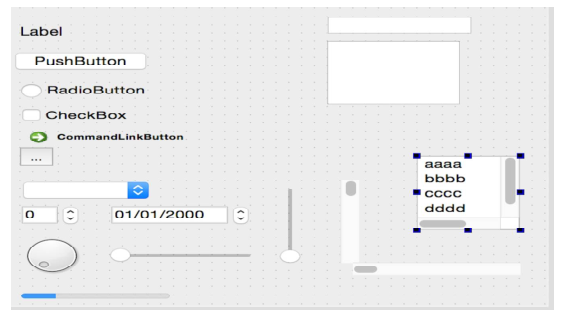 Label
PushButton
RadioButton
CheckBox
CommandLinkButton
...
0
01/01/2000
aaaa
bbbb
cccc
dddd